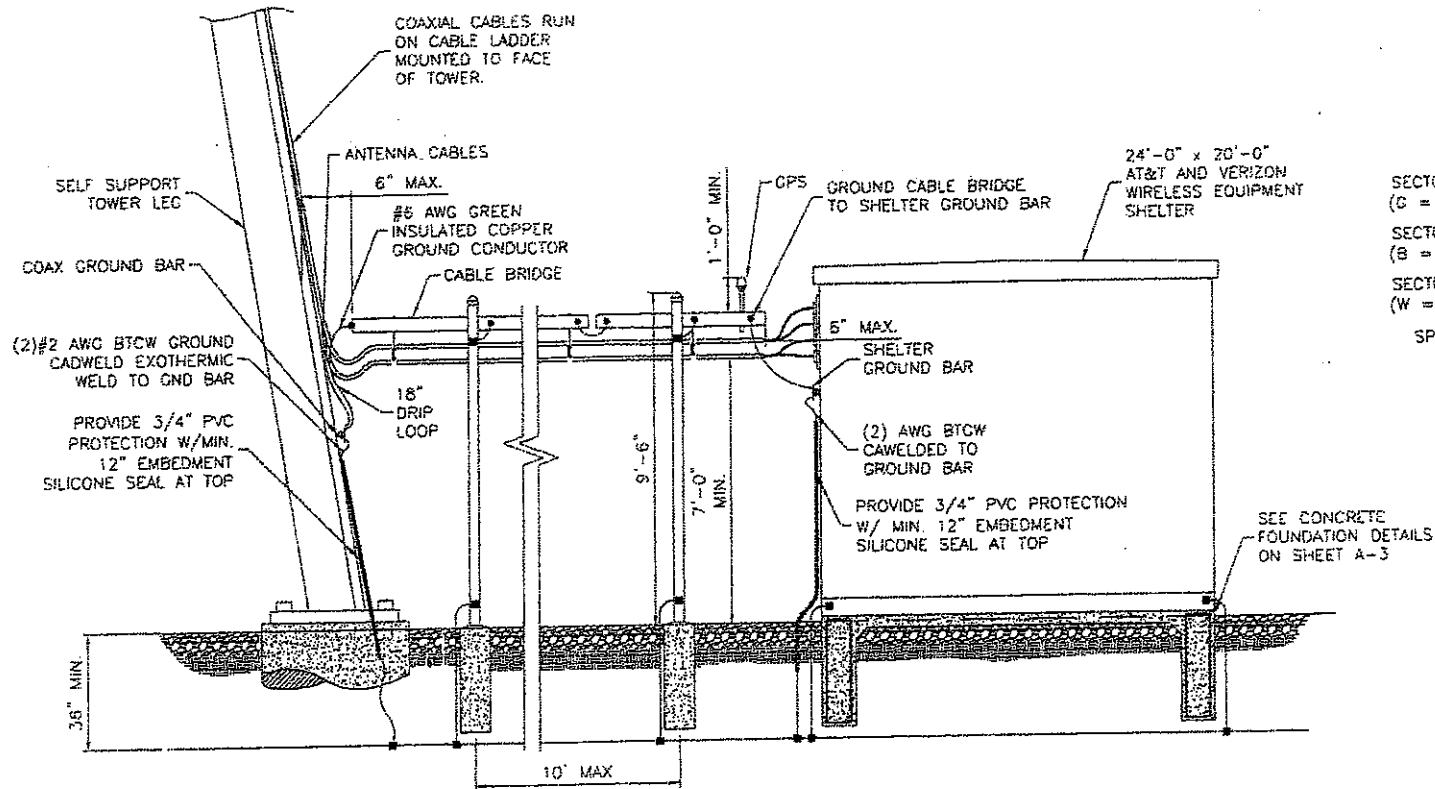 COAXIAL CABLES RUN
ON CABLE LADDER
MOUNTED TO FACE
OF TOWER.
ANTENNA CABLES
6" MAX.
SELF SUPPORT
TOWER LEG
#6 AWG GREEN
INSULATED COPPER
GROUND CONDUCTOR
COAX GROUND BAR
CABLE BRIDGE
(2)#2 AWG BTCW GROUND
CADWELD EXOTHERMIC
WELD TO GND BAR
18"
DRIP
LOOP
PROVIDE 3/4" PVC
PROTECTION W/MIN.
12" EMBEDMENT
SILICONE SEAL AT TOP
1'-0" MIN.
GPS
GROUND CABLE BRIDGE
TO SHELTER GROUND BAR
24'-0" x 20'-0"
AT&T AND VERIZON
WIRELESS EQUIPMENT
SHELTER
SECTO
(G =
SECTO
(B =
SECTO
(W =
SP
6" MAX.
SHELTER
GROUND BAR
9'-6"
7'-0"
MIN.
(2) AWG BTCW
CAWELDED TO
GROUND BAR
PROVIDE 3/4" PVC PROTECTION
W/ MIN. 12" EMBEDMENT
SILICONE SEAL AT TOP
SEE CONCRETE
FOUNDATION DETAILS
ON SHEET A-3
36" MIN.
10' MAX